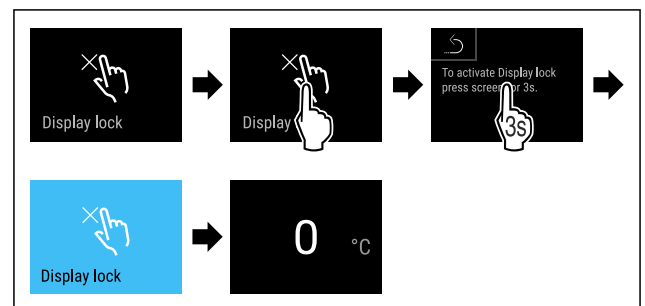 Display lock
Display
To activate Display lock
press screen for 3s.
3s
Display lock
0 °C